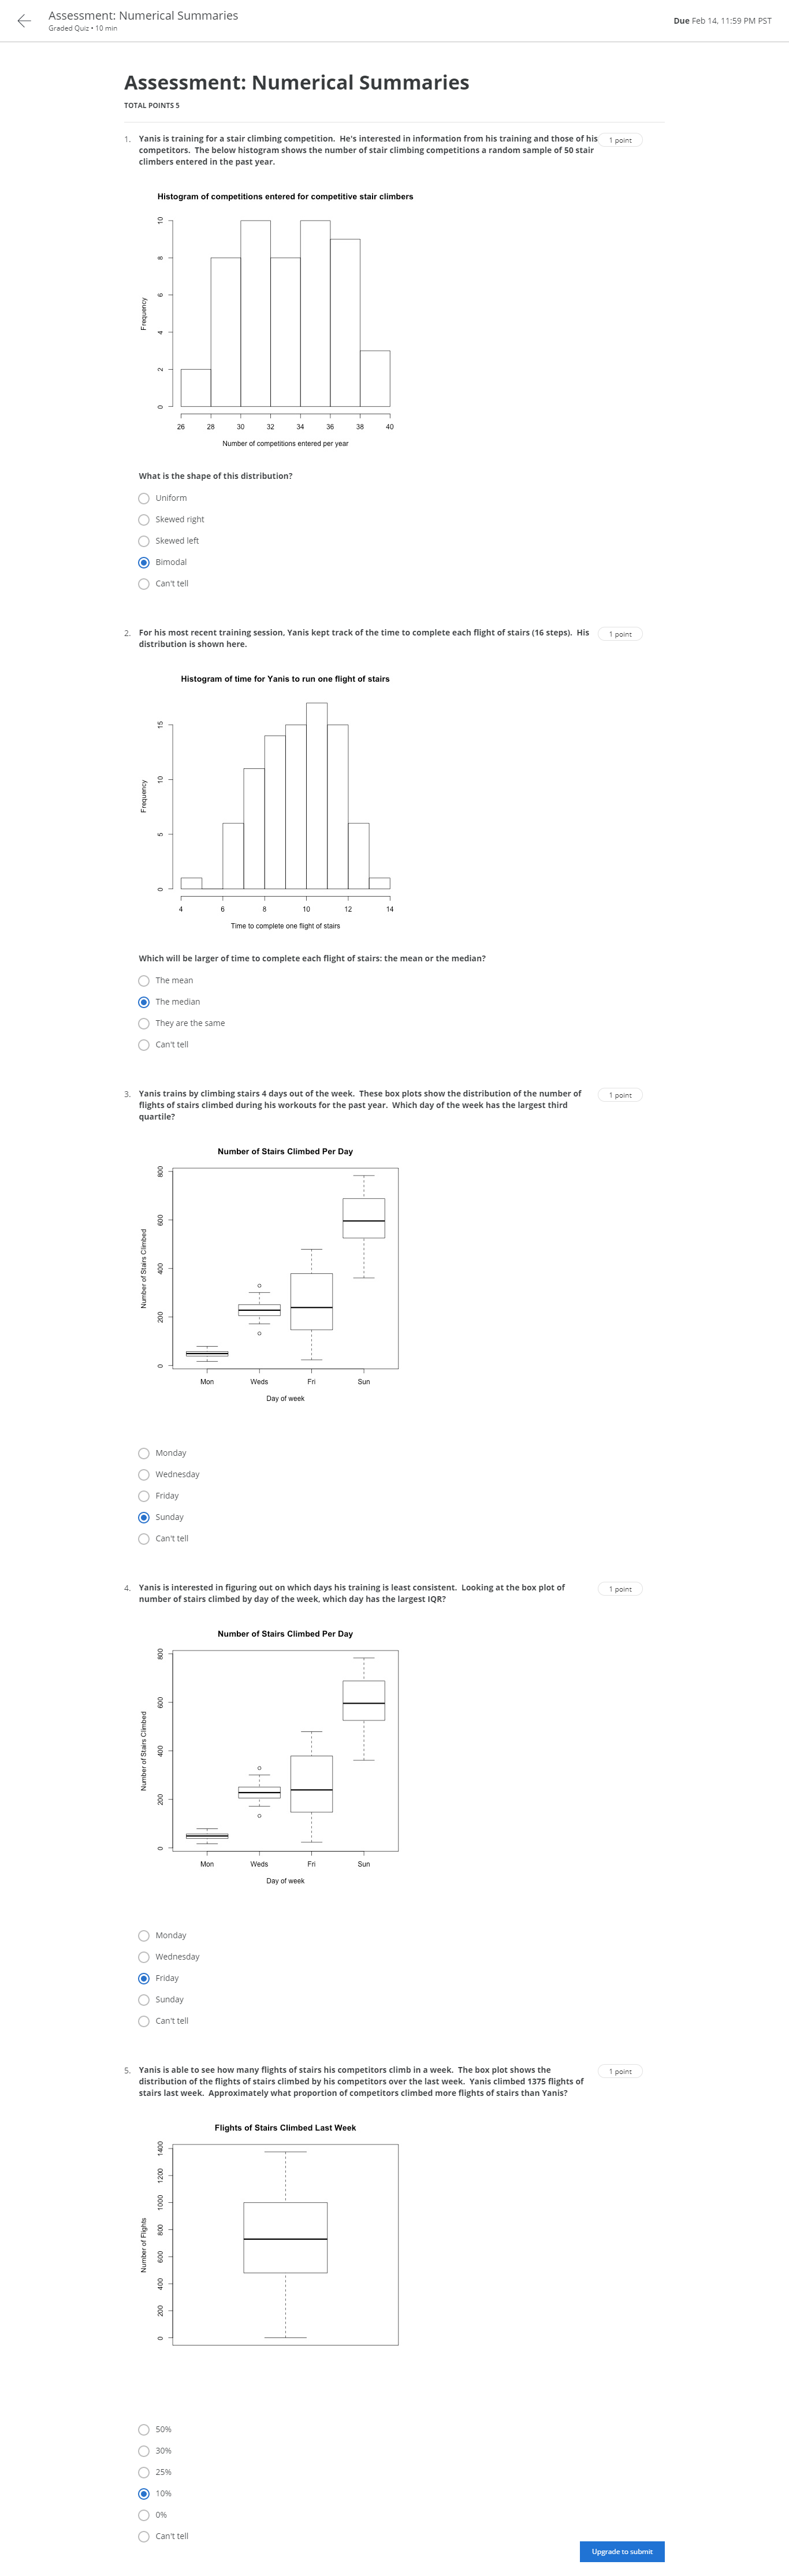 Assessment: Numerical Summaries
Graded Quiz • 10 min
Due Feb 14, 11:59 PM PST
Assessment: Numerical Summaries
TOTAL POINTS 5
1. Yanis is training for a stair climbing competition. He's interested in information from his training and those of his
competitors. The below histogram shows the number of stair climbing competitions a random sample of 50 stair
climbers entered in the past year.
1 point
Histogram of competitions entered for competitive stair climbers
Frequency
0 2 4 6 8 10
26 28 30 32 34 36 38 40
Number of competitions entered per year
What is the shape of this distribution?
Uniform
Skewed right
Skewed left
Bimodal
Can't tell
2. For his most recent training session, Yanis kept track of the time to complete each flight of stairs (16 steps). His
distribution is shown here.
1 point
Histogram of time for Yanis to run one flight of stairs
Frequency
0 5 10 15
4 6 8 10 12 14
Time to complete one flight of stairs
Which will be larger of time to complete each flight of stairs: the mean or the median?
The mean
The median
They are the same
Can't tell
3. Yanis trains by climbing stairs 4 days out of the week. These box plots show the distribution of the number of
flights of stairs climbed during his workouts for the past year. Which day of the week has the largest third
quartile?
1 point
Number of Stairs Climbed Per Day
Number of Stairs Climbed
0 200 400 600 800
Mon Weds Fri Sun
Day of week
Monday
Wednesday
Friday
Sunday
Can't tell
4. Yanis is interested in figuring out on which days his training is least consistent. Looking at the box plot of
number of stairs climbed by day of the week, which day has the largest IQR?
1 point
Number of Stairs Climbed Per Day
Number of Stairs Climbed
0 200 400 600 800
Mon Weds Fri Sun
Day of week
Monday
Wednesday
Friday
Sunday
Can't tell
5. Yanis is able to see how many flights of stairs his competitors climb in a week. The box plot shows the
distribution of the flights of stairs climbed by his competitors over the last week. Yanis climbed 1375 flights of
stairs last week. Approximately what proportion of competitors climbed more flights of stairs than Yanis?
1 point
Flights of Stairs Climbed Last Week
Number of Flights
0 200 400 600 800 1000 1200 1400
50%
30%
25%
10%
0%
Can't tell
Upgrade to submit